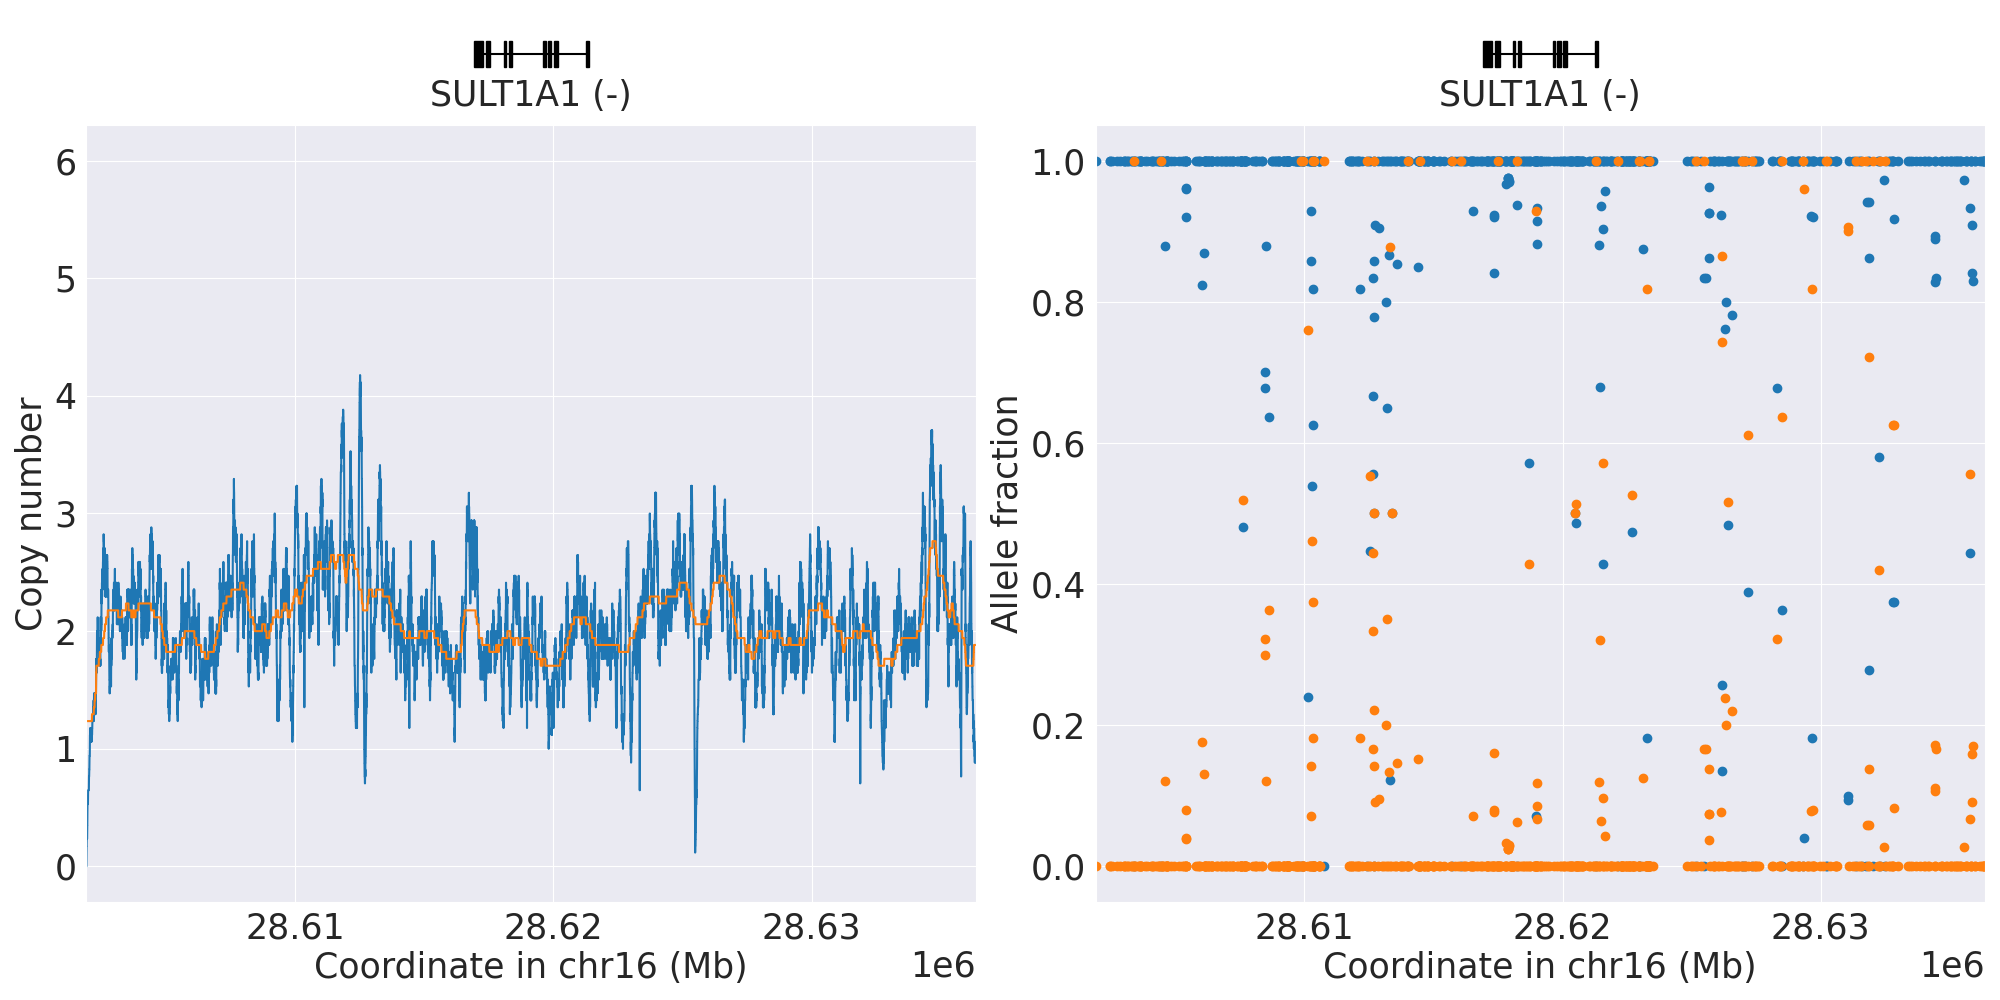 SULT1A1 (-)
6
5
4
3
2
1
0
Copy number
28.61
28.62
28.63
Coordinate in chr16 (Mb)
1e6
SULT1A1 (-)
1.0
0.8
0.6
0.4
0.2
0.0
Allele fraction
28.61
28.62
28.63
Coordinate in chr16 (Mb)
1e6